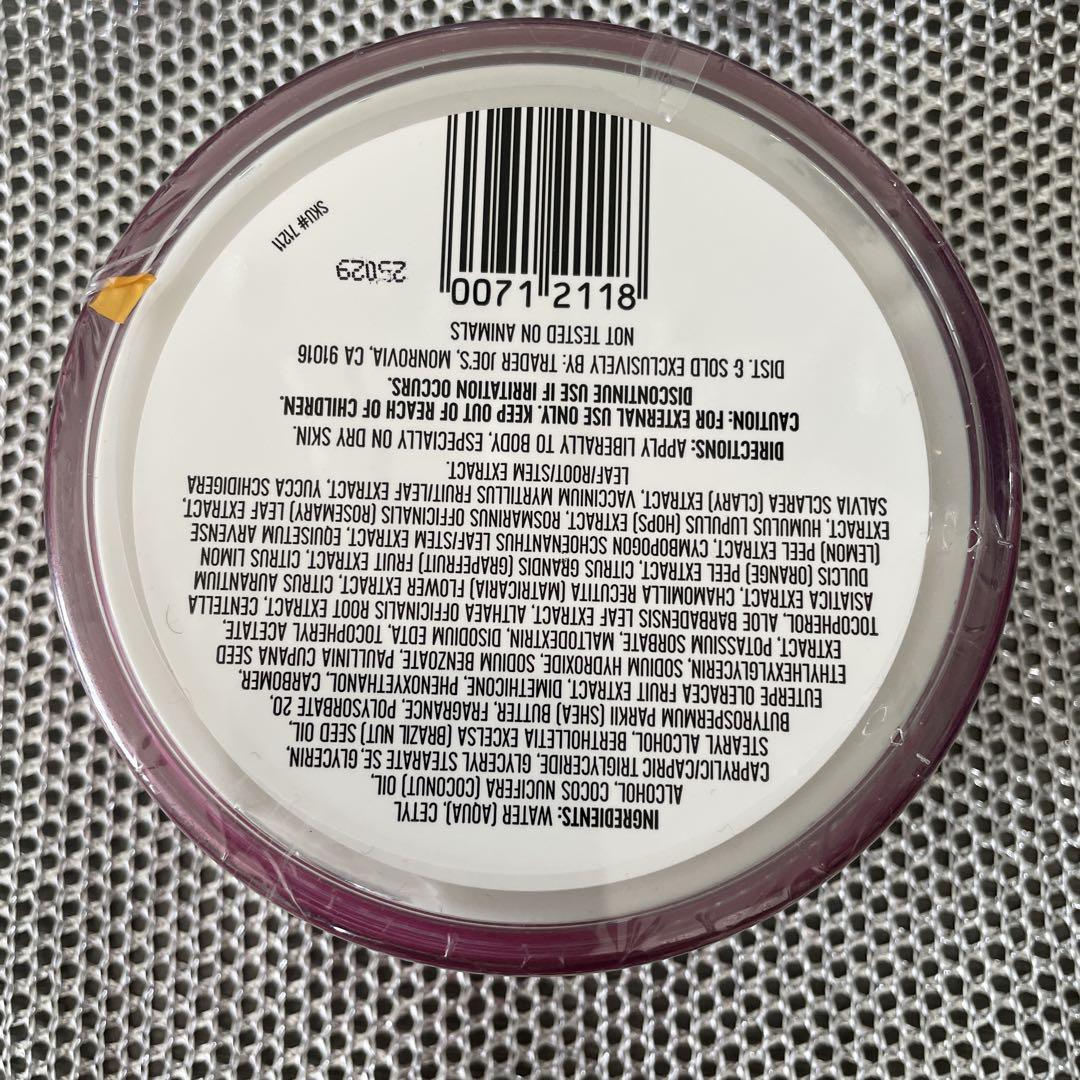 INGREDIENTS: WATER (AQUA), CETYL
ALCOHOL, COCOS NUCIFERA (COCONUT) OIL,
CAPRYLIC/CAPRIC TRIGLYCERIDE, GLYCERYL STEARATE SE, GLYCERIN
STEARYL ALCOHOL, BERTHOLLETIA EXCELSA (BRAZIL NUT) SEED OIL,
BUTYROSPERMUM PARKII (SHEA) BUTTER, FRAGRANCE, POLYSORBATE 20,
EUTERPE OLERACEA FRUIT EXTRACT, DIMETHICONE, PHENOXYETHANOL, CARBOMER,
ETHYLHEXYLGLYCERIN, SODIUM HYDROXIDE, SODIUM BENZOATE, PAULLINIA CUPANA SEED
EXTRACT, POTASSIUM SORBATE, MALTODEXTRIN, DISODIUM EDTA, TOCOPHERYL ACETATE,
TOCOPHEROL, ALOE BARBADENSIS LEAF EXTRACT, ALTHAEA OFFICINALIS ROOT EXTRACT, CENTELLA
ASIATICA EXTRACT, CHAMOMILLA RECUTITA (MATRICARIA) FLOWER EXTRACT, CITRUS AURANTIUM
DULCIS (ORANGE) PEEL EXTRACT, CITRUS GRANDIS (GRAPEFRUIT) FRUIT EXTRACT, CITRUS LIMON
(LEMON) PEEL EXTRACT, CYMBOPOGON SCHOENANTHUS LEAF/STEM EXTRACT, EQUISETUM ARVENSE
EXTRACT, HUMULUS LUPULUS (HOPS) EXTRACT, ROSMARINUS OFFICINALIS (ROSEMARY) LEAF EXTRACT,
SALVIA SCLAREA (CLARY) EXTRACT, VACCINIUM MYRTILLUS FRUIT/LEAF EXTRACT, YUCCA SCHIDIGERA
LEAF/ROOT/STEM EXTRACT.
DIRECTIONS: APPLY LIBERALLY TO BODY, ESPECIALLY ON DRY SKIN.
CAUTION: FOR EXTERNAL USE ONLY. KEEP OUT OF REACH OF CHILDREN.
DISCONTINUE USE IF IRRITATION OCCURS.
DIST. & SOLD EXCLUSIVELY BY: TRADER JOE'S, MONROVIA, CA 91016
NOT TESTED ON ANIMALS
0071 2118
25029
SKU# 71211